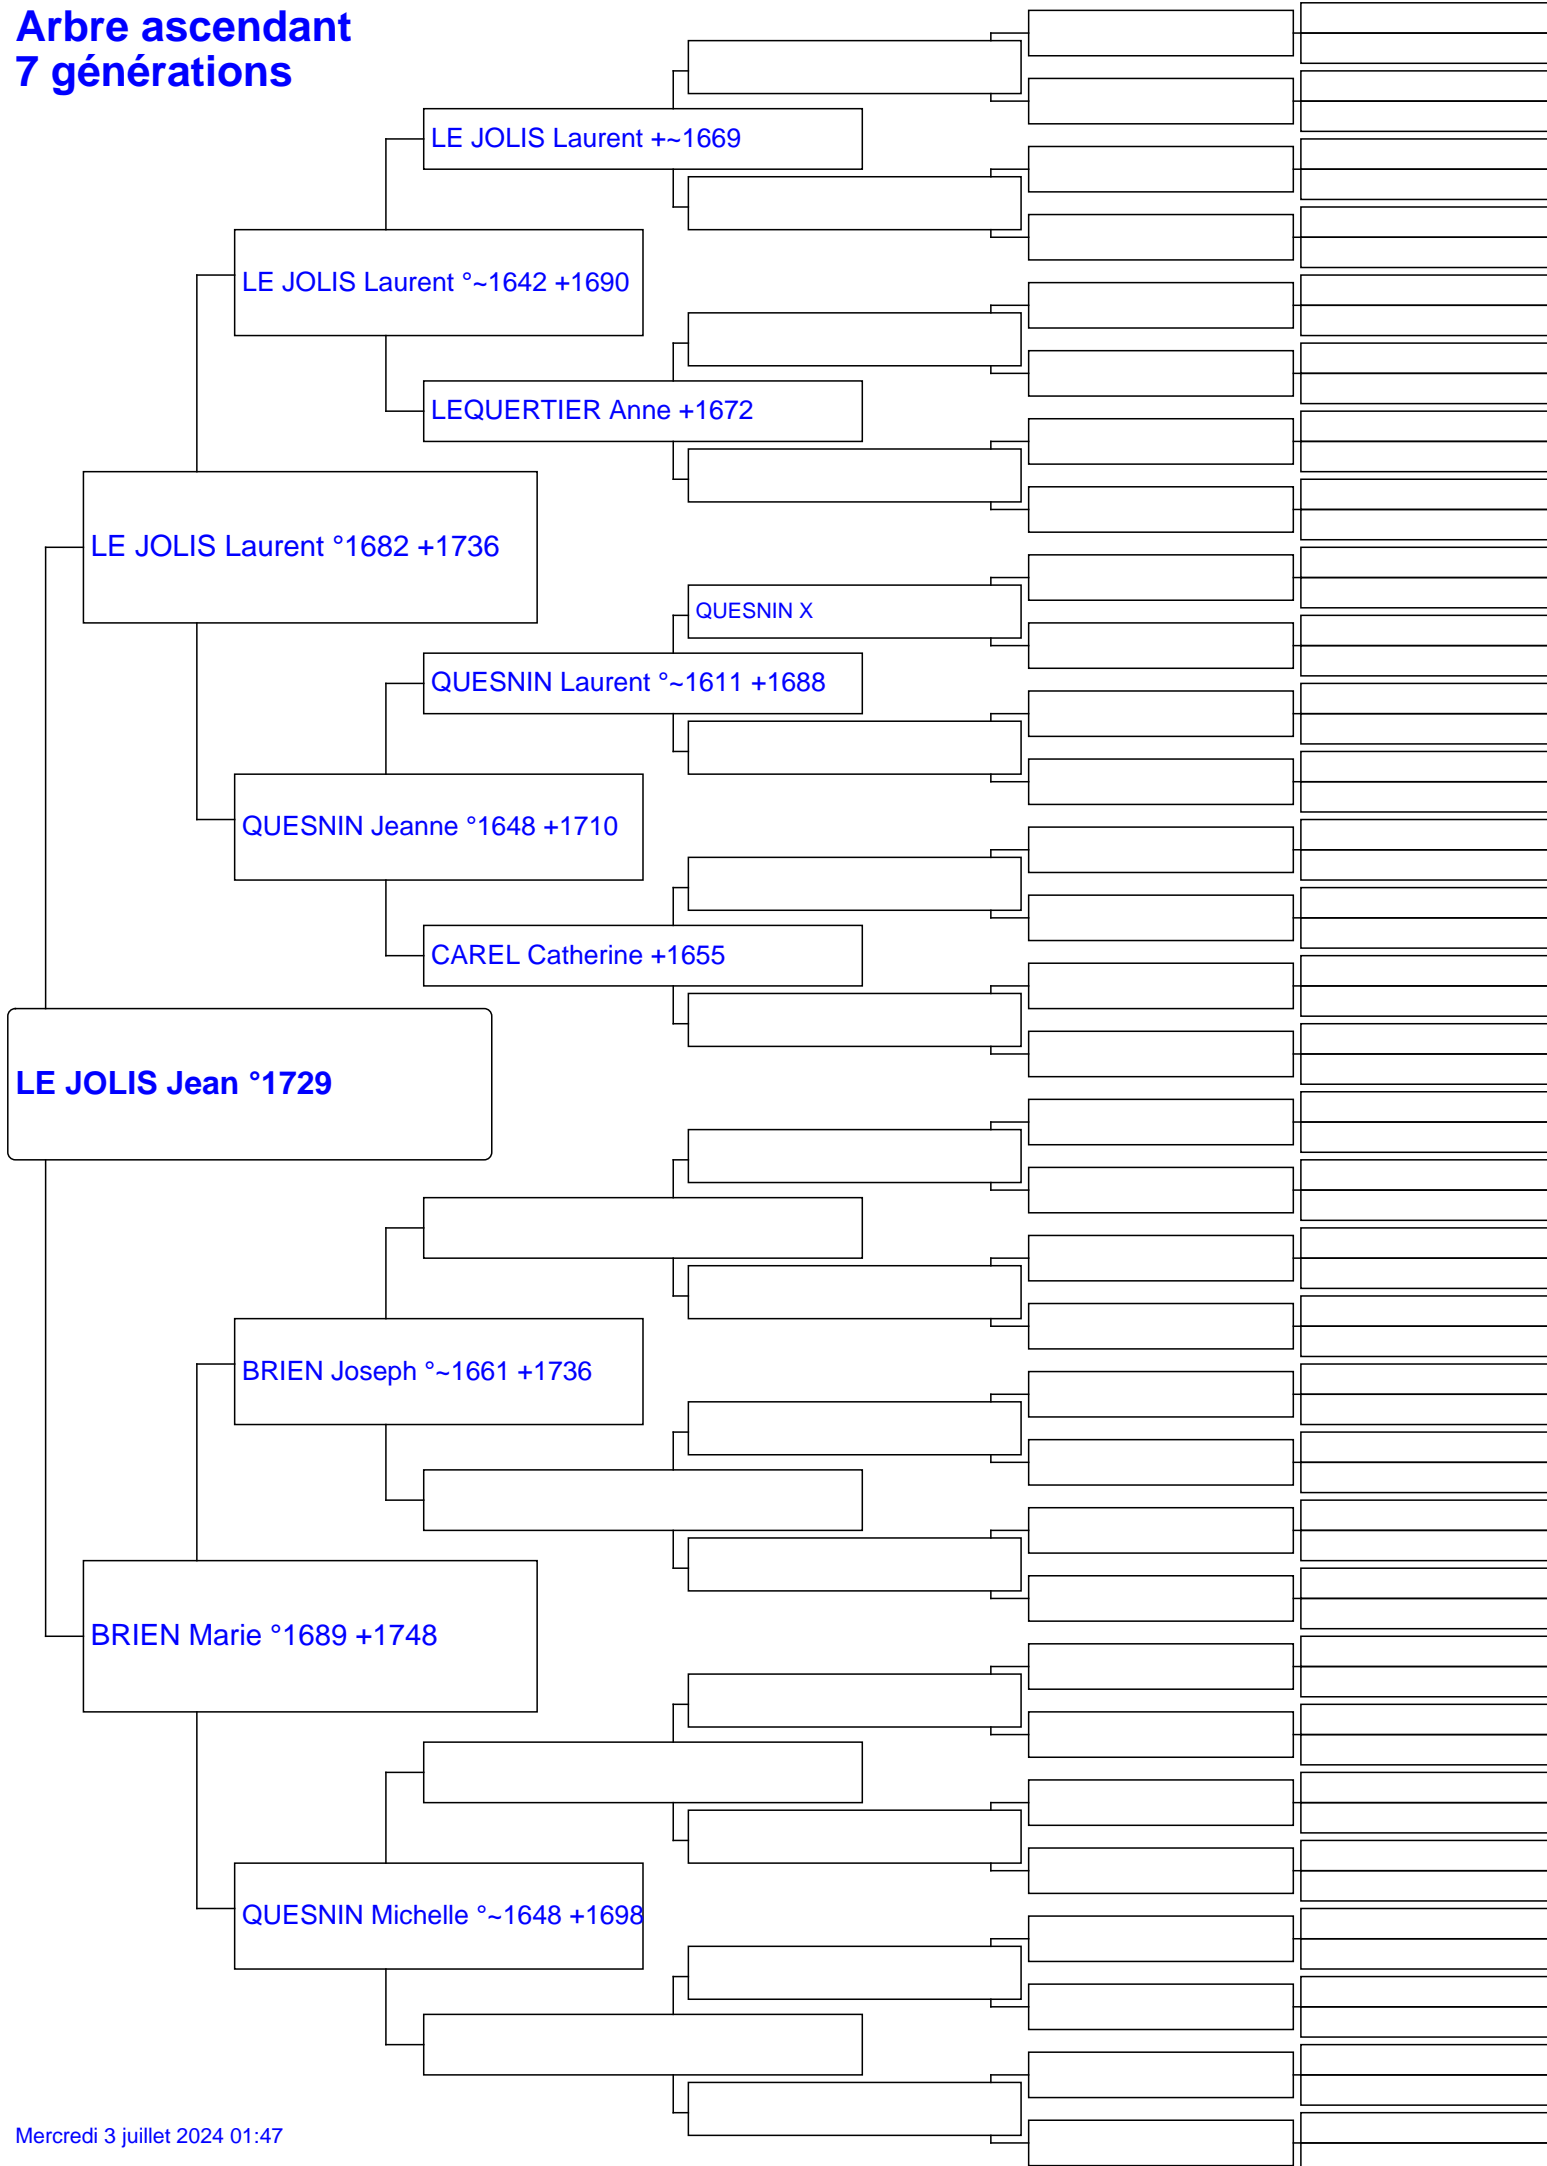 Arbre ascendant
7 générations
LE JOLIS Laurent +~1669
LE JOLIS Laurent °~1642 +1690
LEQUERTIER Anne +1672
LE JOLIS Laurent °1682 +1736
QUESNIN X
QUESNIN Laurent °~1611 +1688
QUESNIN Jeanne °1648 +1710
CAREL Catherine +1655
LE JOLIS Jean °1729
BRIEN Joseph °~1661 +1736
BRIEN Marie °1689 +1748
QUESNIN Michelle °~1648 +1698
Mercredi 3 juillet 2024 01:47